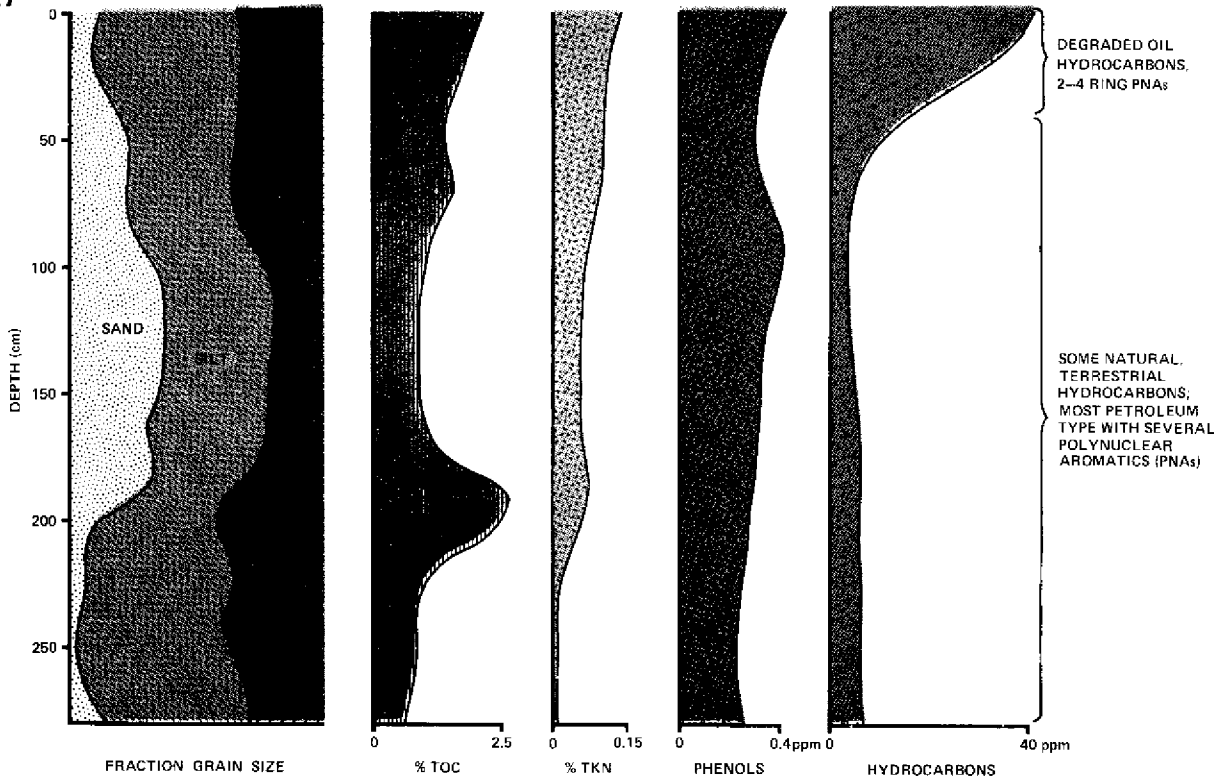 0
50
100
150
200
250
DEPTH (cm)
SAND
FRACTION GRAIN SIZE
0 2.5
% TOC
0 0.15
% TKN
0 0.4 ppm
PHENOLS
0 40 ppm
HYDROCARBONS
DEGRADED OIL
HYDROCARBONS,
2–4 RING PNAs
SOME NATURAL,
TERRESTRIAL
HYDROCARBONS;
MOST PETROLEUM
TYPE WITH SEVERAL
POLYNUCLEAR
AROMATICS (PNAs)